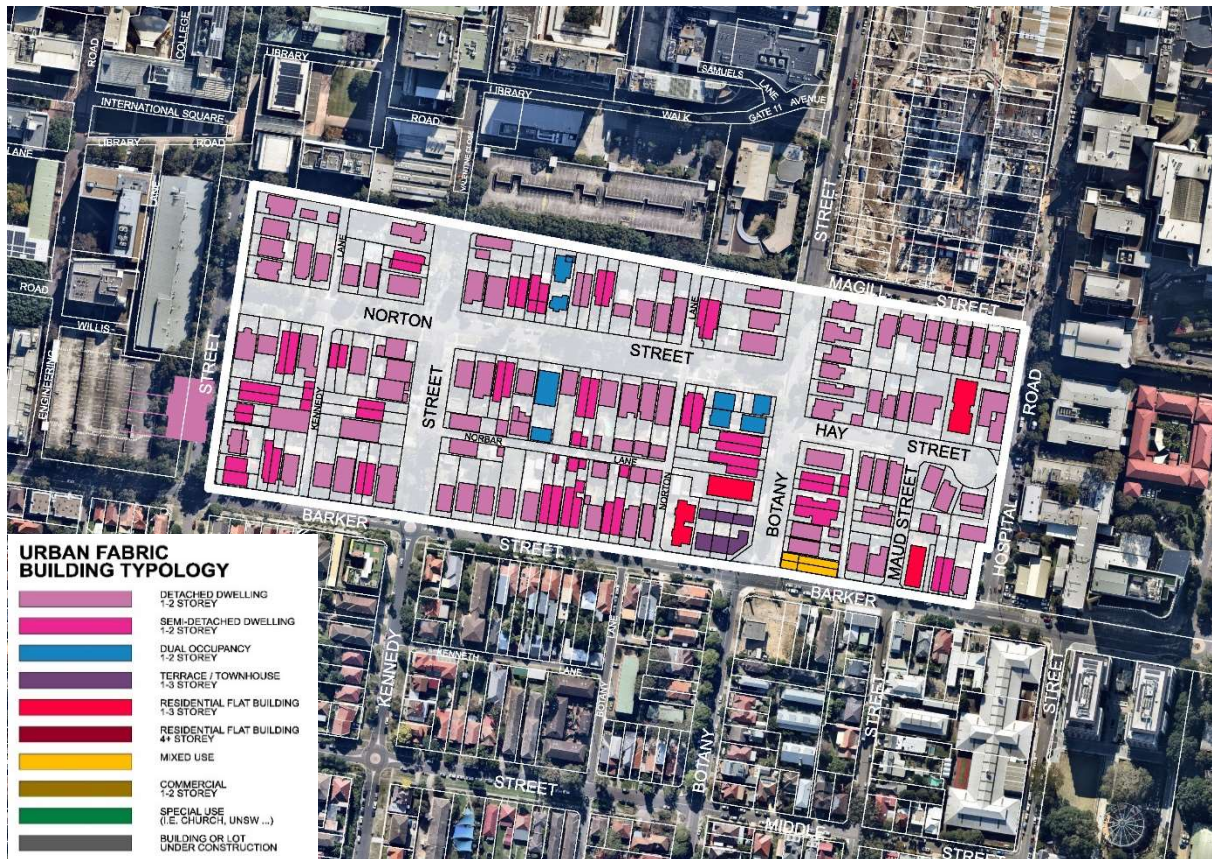 COLLEGE
ROAD
LIBRARY
INTERNATIONAL SQUARE
LIBRARY ROAD
LANE
LANE
ROAD
SAMUELS
LANE
LIBRARY
WALK
GATE 11 AVENUE
ROAD
VALENTINE CLOSE
STREET
MAGILL STREET
ROAD
WILLIS
ENGINEERING
STREET
LANE
NORTON
STREET
LANE
STREET
KENNEDY
HAY
STREET
ROAD
NORBAR
LANE
NORTON
BOTANY
MAUD STREET
HOSPITAL
BARKER
STREET
BARKER
KENNEDY
KENNETH
LANE
LANE
BOTANY
BOTANY
STREET
STREET
STREET
MIDDLE
STREET
URBAN FABRIC
BUILDING TYPOLOGY
DETACHED DWELLING
1-2 STOREY
SEMI-DETACHED DWELLING
1-2 STOREY
DUAL OCCUPANCY
1-2 STOREY
TERRACE / TOWNHOUSE
1-3 STOREY
RESIDENTIAL FLAT BUILDING
1-3 STOREY
RESIDENTIAL FLAT BUILDING
4+ STOREY
MIXED USE
COMMERCIAL
1-2 STOREY
SPECIAL USE
(I.E. CHURCH, UNSW ...)
BUILDING OR LOT
UNDER CONSTRUCTION